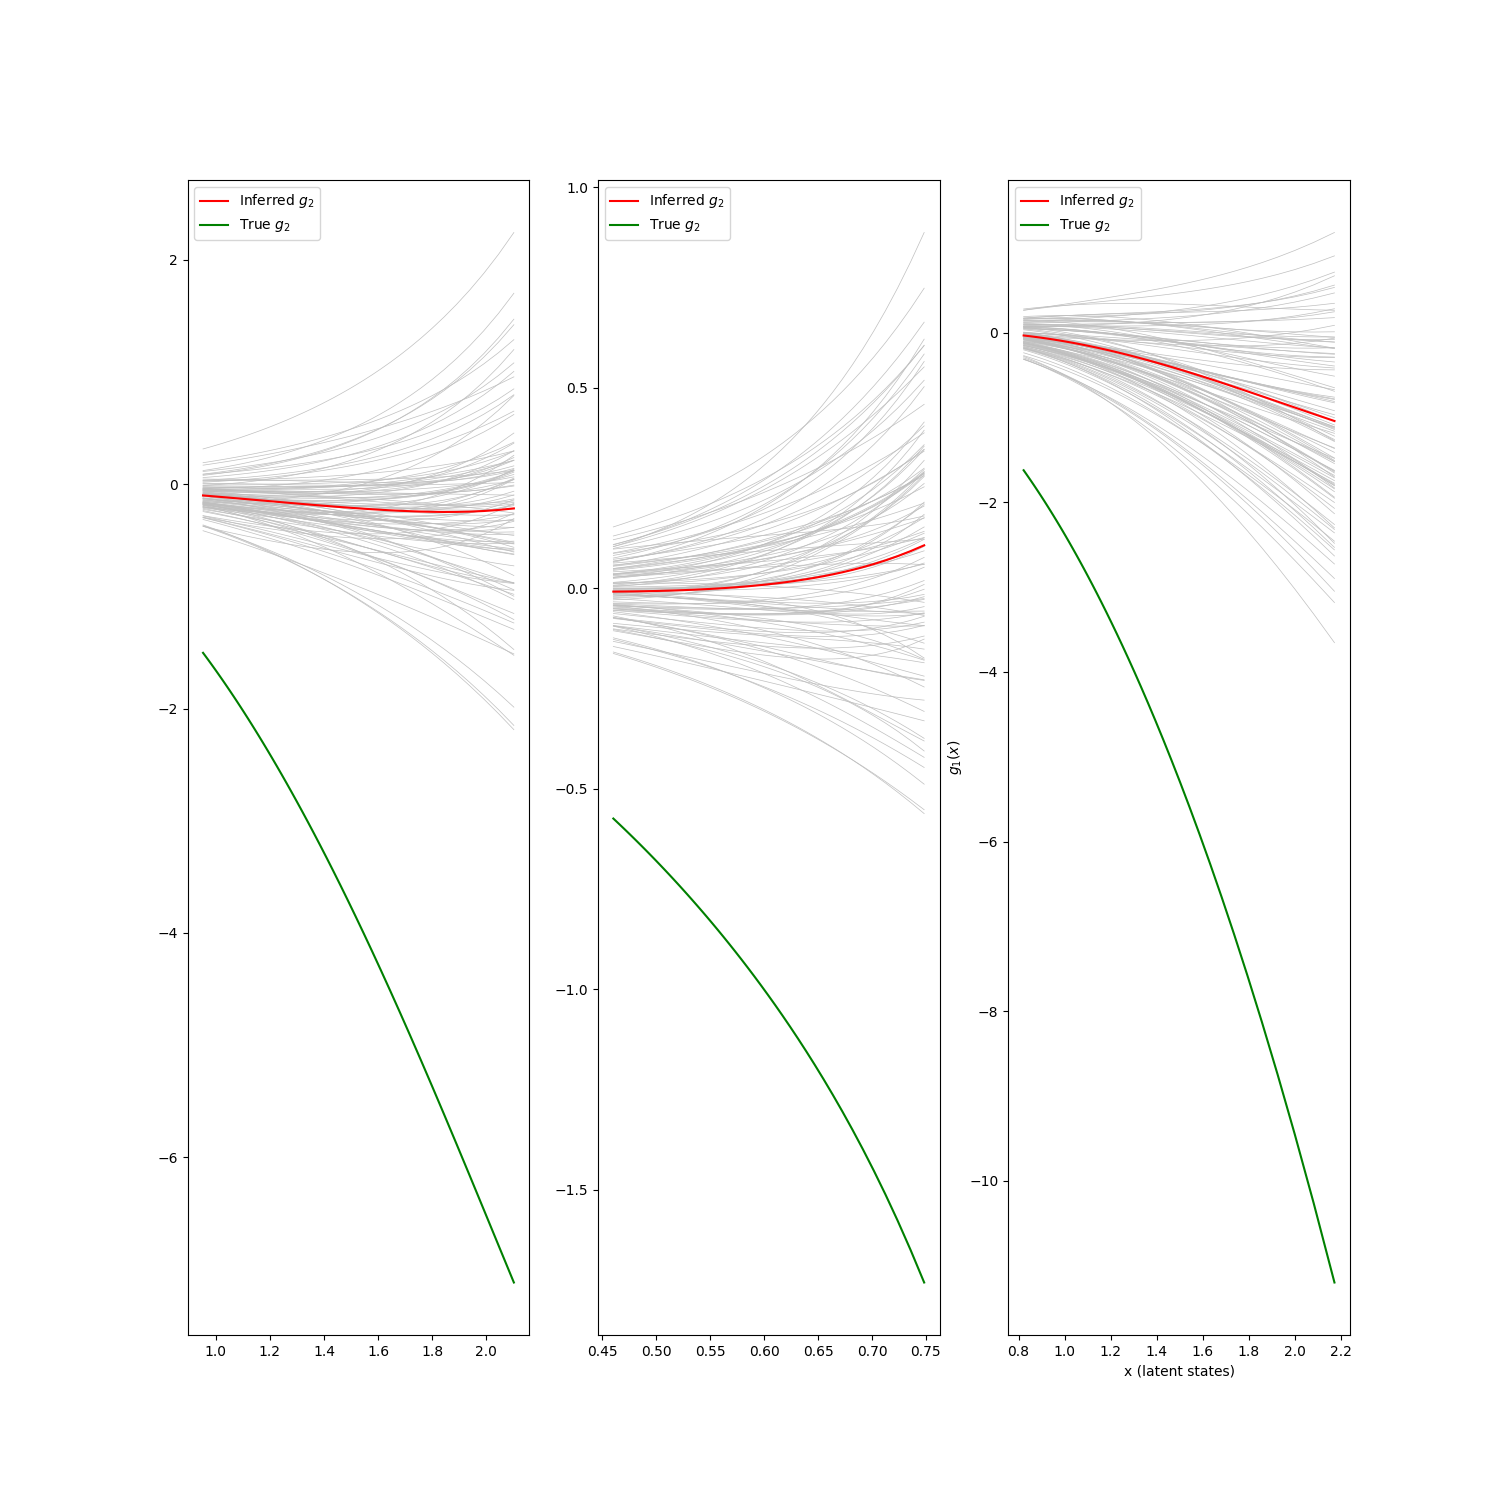 Inferred g₂
True g₂
2
0
−2
−4
−6
1.0 1.2 1.4 1.6 1.8 2.0
Inferred g₂
True g₂
1.0
0.5
0.0
−0.5
−1.0
−1.5
0.45 0.50 0.55 0.60 0.65 0.70 0.75
g₁(x)
Inferred g₂
True g₂
0
−2
−4
−6
−8
−10
0.8 1.0 1.2 1.4 1.6 1.8 2.0 2.2
x (latent states)